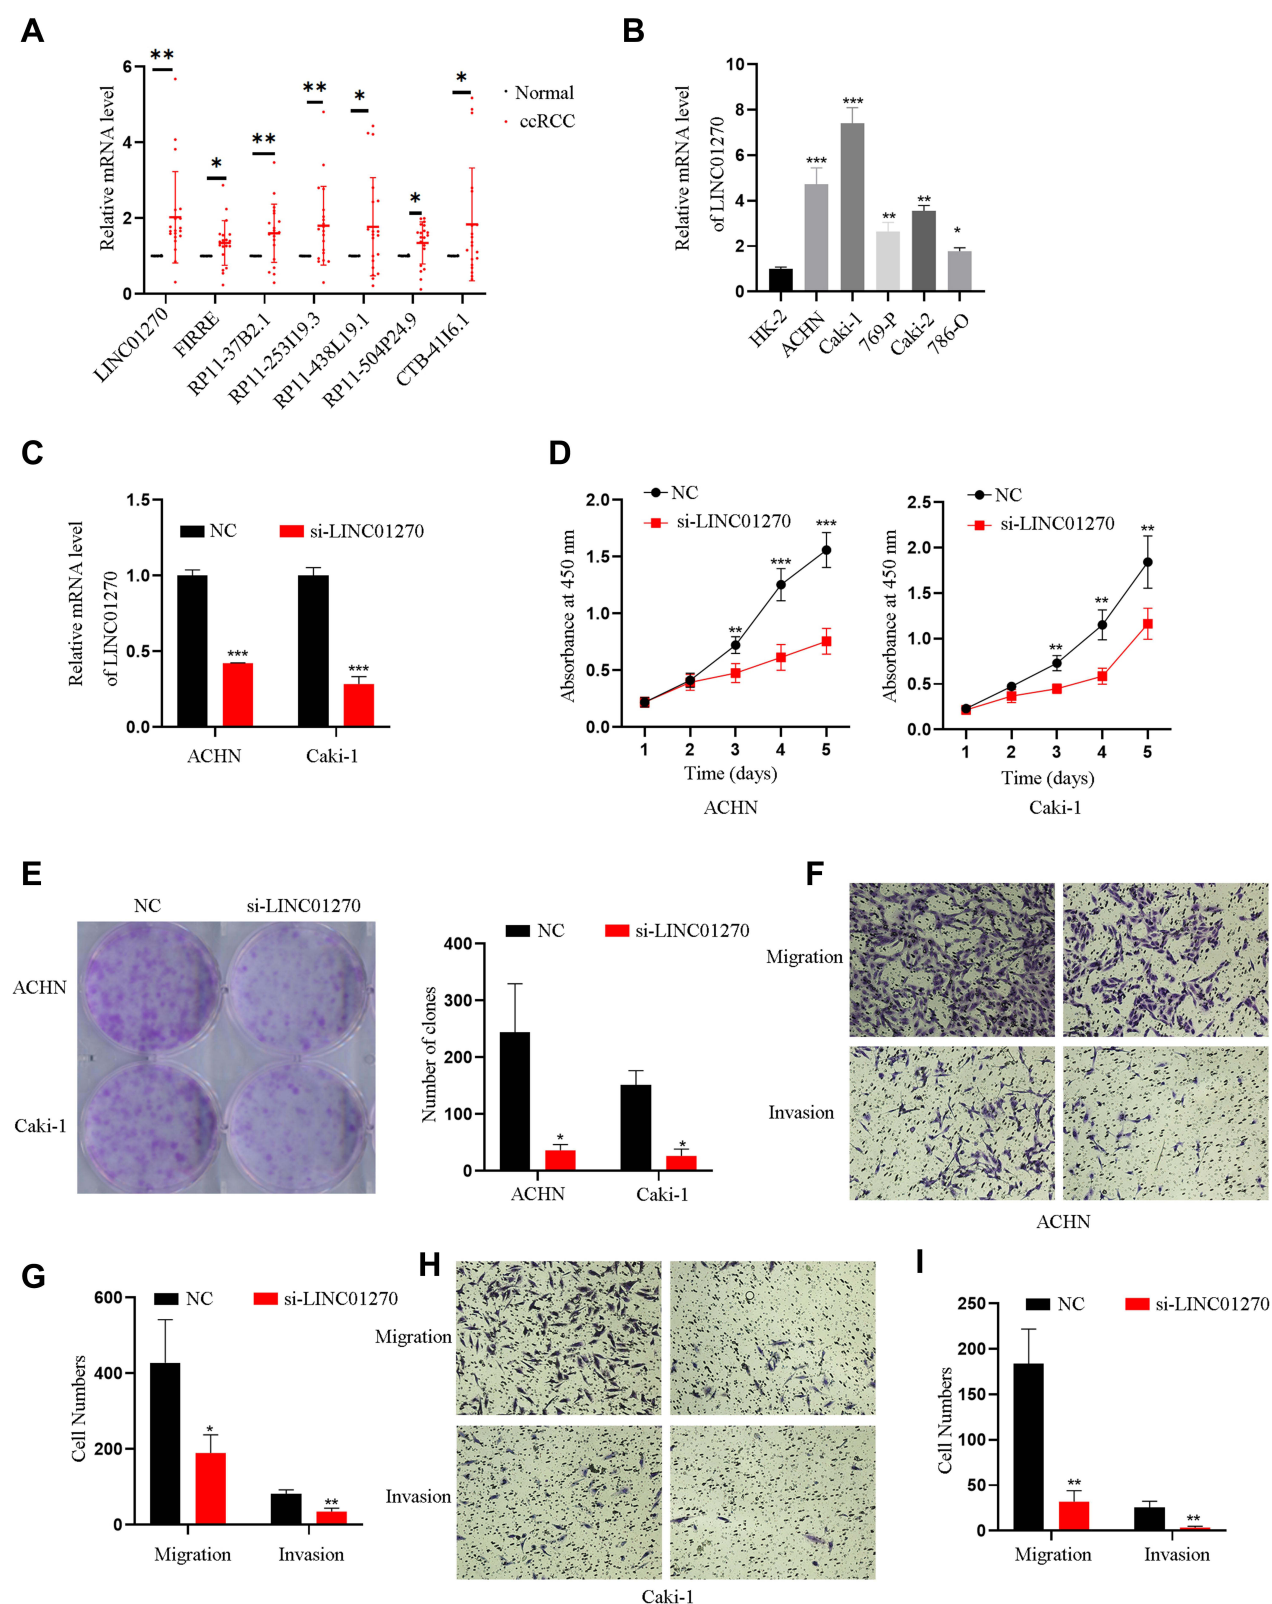 A
Relative mRNA level
6
4
2
0
**
*
**
**
*
*
*
Normal
ccRCC
LINC01270
FIRRE
RP11-37B2.1
RP11-253I19.3
RP11-438L19.1
RP11-504P24.9
CTB-41I6.1
B
Relative mRNA level
of LINC01270
10
8
6
4
2
0
***
***
**
**
*
HK-2
ACHN
Caki-1
769-P
Caki-2
786-O
C
Relative mRNA level
of LINC01270
1.5
1.0
0.5
0.0
NC
si-LINC01270
***
***
ACHN
Caki-1
D
Absorbance at 450 nm
2.0
1.5
1.0
0.5
0.0
NC
si-LINC01270
**
***
***
1 2 3 4 5
Time (days)
ACHN
Absorbance at 450 nm
2.5
2.0
1.5
1.0
0.5
0.0
NC
si-LINC01270
**
**
**
1 2 3 4 5
Time (days)
Caki-1
E
NC
si-LINC01270
ACHN
Caki-1
Number of clones
400
300
200
100
0
NC
si-LINC01270
*
*
ACHN
Caki-1
F
Migration
Invasion
ACHN
G
Cell Numbers
600
400
200
0
NC
si-LINC01270
*
**
Migration
Invasion
H
Migration
Invasion
Caki-1
I
Cell Numbers
250
200
150
100
50
0
NC
si-LINC01270
**
**
Migration
Invasion